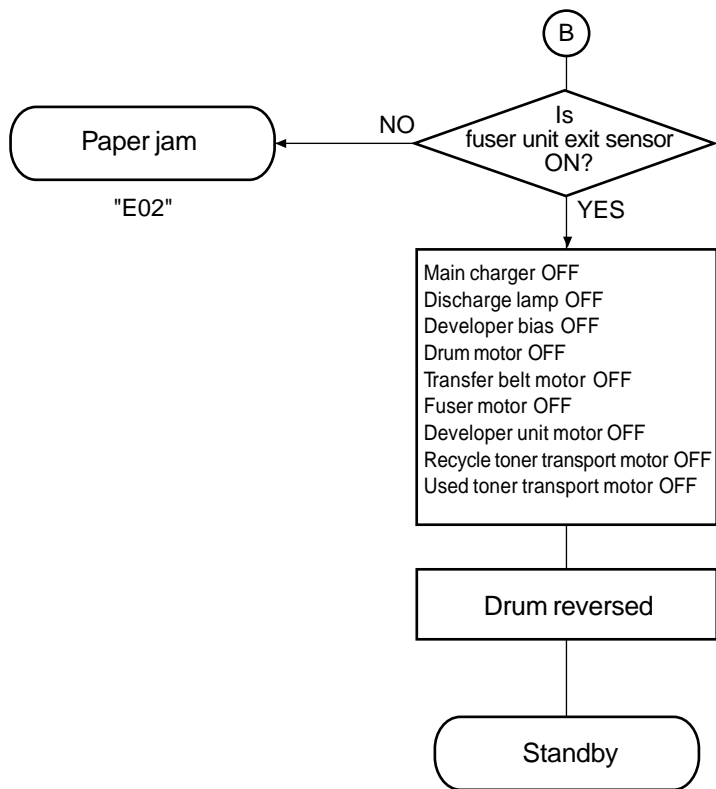 B
Is
fuser unit exit sensor
ON?
NO
Paper jam
"E02"
YES
Main charger OFF
Discharge lamp OFF
Developer bias OFF
Drum motor OFF
Transfer belt motor OFF
Fuser motor OFF
Developer unit motor OFF
Recycle toner transport motor OFF
Used toner transport motor OFF
Drum reversed
Standby